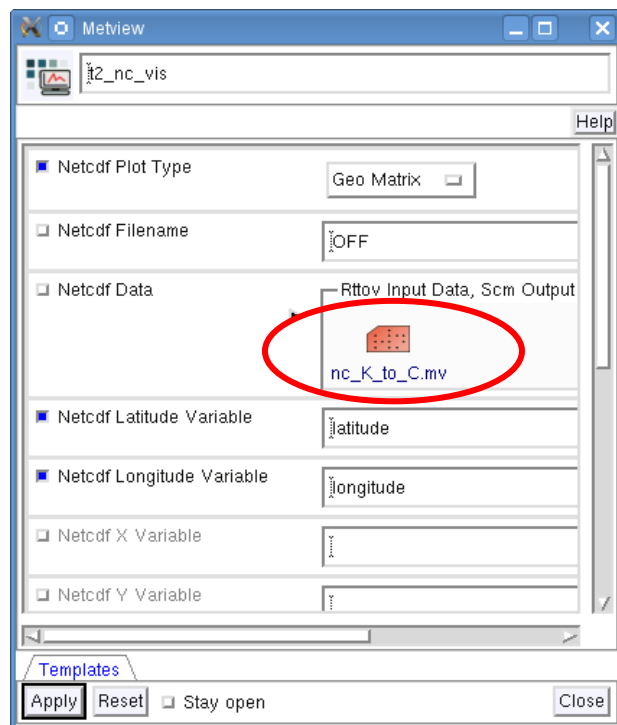 Metview
t2_nc_vis
Help
Netcdf Plot Type
Geo Matrix
Netcdf Filename
OFF
Netcdf Data
Rttov Input Data, Scm Output
nc_K_to_C.mv
Netcdf Latitude Variable
latitude
Netcdf Longitude Variable
longitude
Netcdf X Variable
Netcdf Y Variable
Templates
Apply Reset Stay open Close